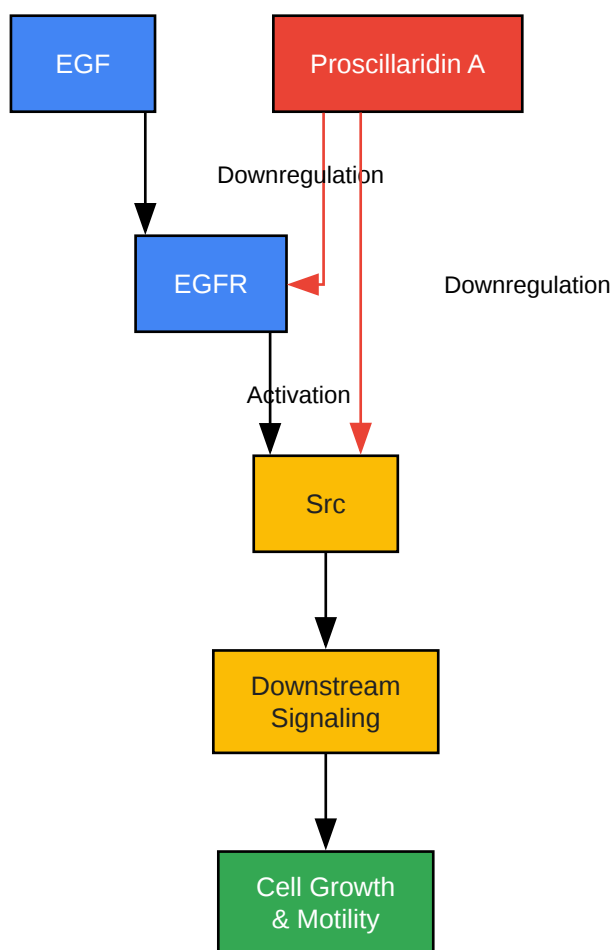 EGF
Proscillaridin A
Downregulation
EGFR
Downregulation
Activation
Src
Downstream
Signaling
Cell Growth
& Motility